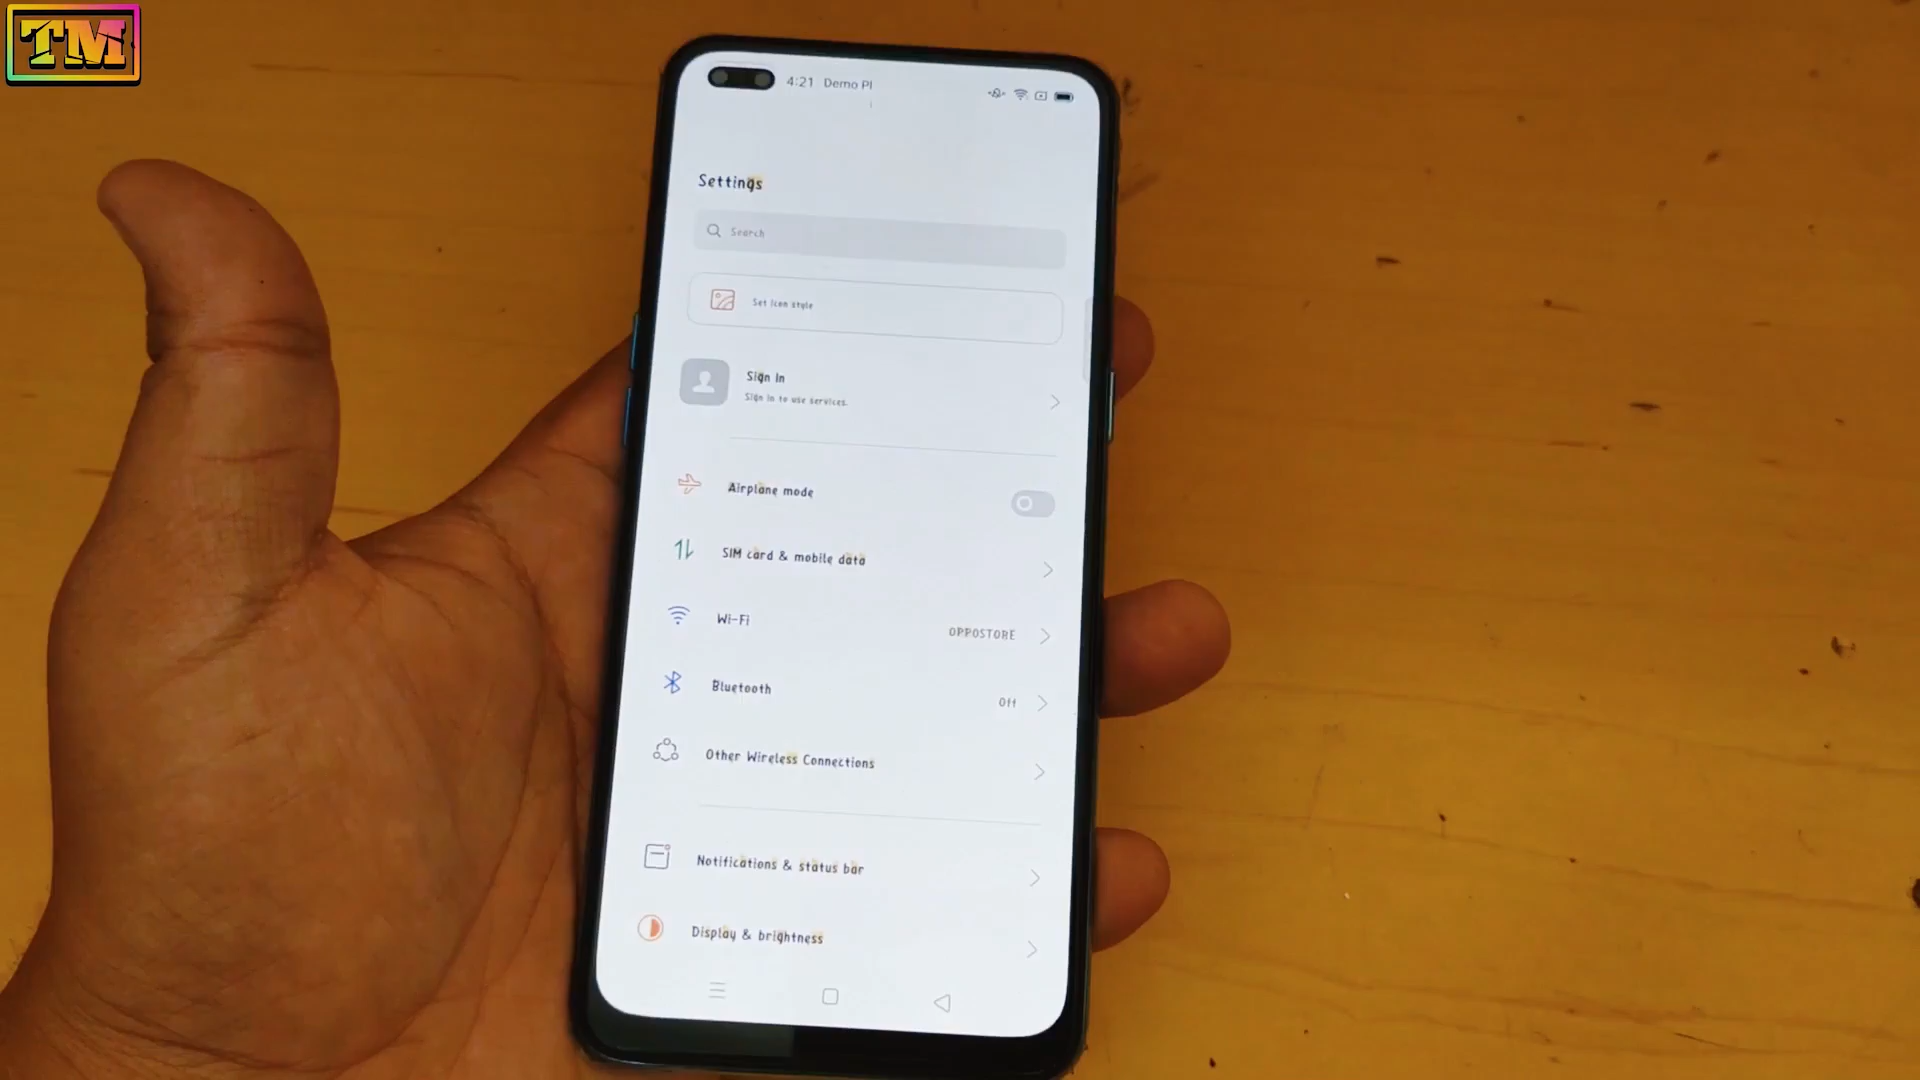 TM
4:21 Demo Pl
Settings
Search
Set icon style
Sign In
Sign in to use services.
Airplane mode
SIM card & mobile data
Wi-Fi
OPPOSTORE
Bluetooth
Off
Other Wireless Connections
Notifications & status bar
Display & brightness